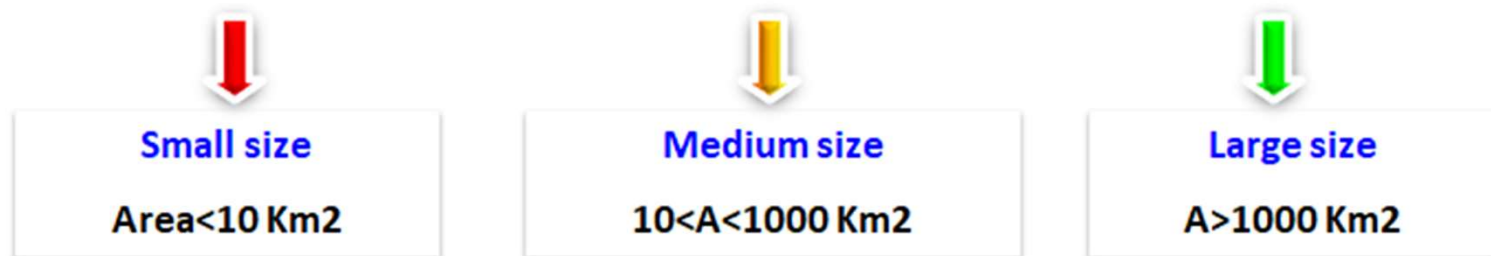 Small size
Area<10 Km2
Medium size
10<A<1000 Km2
Large size
A>1000 Km2